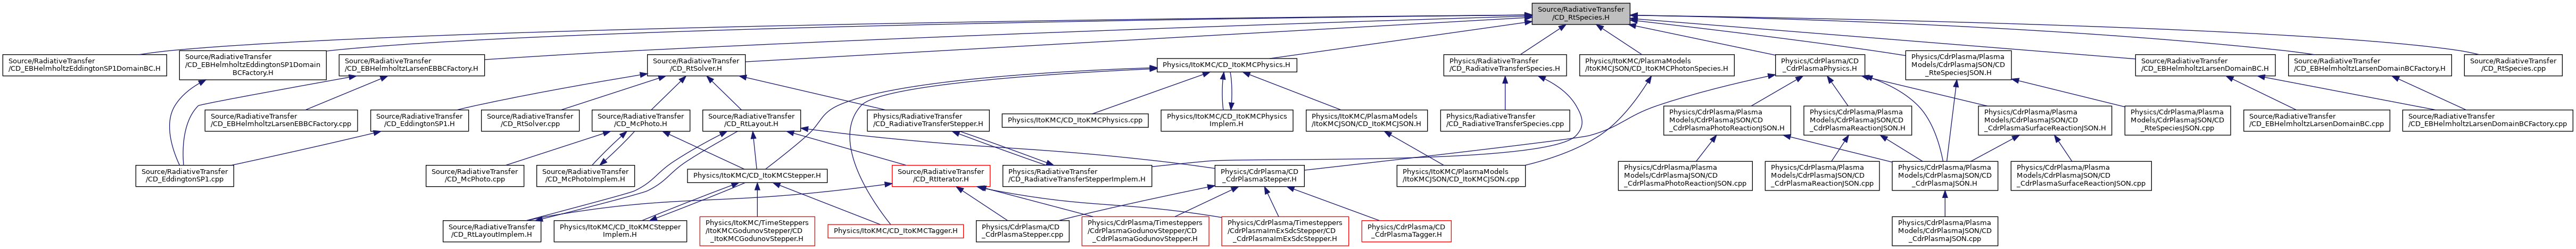 Source/RadiativeTransfer
/CD_RtSpecies.H
Source/RadiativeTransfer
/CD_EBHelmholtzEddingtonSP1DomainBC.H
Source/RadiativeTransfer
/CD_EBHelmholtzEddingtonSP1Domain
BCFactory.H
Source/RadiativeTransfer
/CD_EBHelmholtzLarsenEBBCFactory.H
Source/RadiativeTransfer
/CD_RtSolver.H
Physics/ItoKMC/CD_ItoKMCPhysics.H
Physics/RadiativeTransfer
/CD_RadiativeTransferSpecies.H
Physics/ItoKMC/PlasmaModels
/ItoKMCJSON/CD_ItoKMCPhotonSpecies.H
Physics/CdrPlasma/CD
_CdrPlasmaPhysics.H
Physics/CdrPlasma/Plasma
Models/CdrPlasmaJSON/CD
_RteSpeciesJSON.H
Source/RadiativeTransfer
/CD_EBHelmholtzLarsenDomainBC.H
Source/RadiativeTransfer
/CD_EBHelmholtzLarsenDomainBCFactory.H
Source/RadiativeTransfer
/CD_RtSpecies.cpp
Source/RadiativeTransfer
/CD_EBHelmholtzLarsenEBBCFactory.cpp
Source/RadiativeTransfer
/CD_EddingtonSP1.H
Source/RadiativeTransfer
/CD_RtSolver.cpp
Source/RadiativeTransfer
/CD_McPhoto.H
Source/RadiativeTransfer
/CD_RtLayout.H
Physics/RadiativeTransfer
/CD_RadiativeTransferStepper.H
Physics/ItoKMC/CD_ItoKMCPhysics.cpp
Physics/ItoKMC/CD_ItoKMCPhysics
Implem.H
Physics/ItoKMC/PlasmaModels
/ItoKMCJSON/CD_ItoKMCJSON.H
Physics/RadiativeTransfer
/CD_RadiativeTransferSpecies.cpp
Physics/CdrPlasma/Plasma
Models/CdrPlasmaJSON/CD
_CdrPlasmaPhotoReactionJSON.H
Physics/CdrPlasma/Plasma
Models/CdrPlasmaJSON/CD
_CdrPlasmaReactionJSON.H
Physics/CdrPlasma/Plasma
Models/CdrPlasmaJSON/CD
_CdrPlasmaSurfaceReactionJSON.H
Physics/CdrPlasma/Plasma
Models/CdrPlasmaJSON/CD
_RteSpeciesJSON.cpp
Source/RadiativeTransfer
/CD_EBHelmholtzLarsenDomainBC.cpp
Source/RadiativeTransfer
/CD_EBHelmholtzLarsenDomainBCFactory.cpp
Source/RadiativeTransfer
/CD_EddingtonSP1.cpp
Source/RadiativeTransfer
/CD_McPhoto.cpp
Source/RadiativeTransfer
/CD_McPhotoImplem.H
Physics/ItoKMC/CD_ItoKMCStepper.H
Source/RadiativeTransfer
/CD_RtIterator.H
Physics/RadiativeTransfer
/CD_RadiativeTransferStepperImplem.H
Physics/CdrPlasma/CD
_CdrPlasmaStepper.H
Physics/ItoKMC/PlasmaModels
/ItoKMCJSON/CD_ItoKMCJSON.cpp
Physics/CdrPlasma/Plasma
Models/CdrPlasmaJSON/CD
_CdrPlasmaPhotoReactionJSON.cpp
Physics/CdrPlasma/Plasma
Models/CdrPlasmaJSON/CD
_CdrPlasmaReactionJSON.cpp
Physics/CdrPlasma/Plasma
Models/CdrPlasmaJSON/CD
_CdrPlasmaJSON.H
Physics/CdrPlasma/Plasma
Models/CdrPlasmaJSON/CD
_CdrPlasmaSurfaceReactionJSON.cpp
Source/RadiativeTransfer
/CD_RtLayoutImplem.H
Physics/ItoKMC/CD_ItoKMCStepper
Implem.H
Physics/ItoKMC/TimeSteppers
/ItoKMCGodunovStepper/CD
_ItoKMCGodunovStepper.H
Physics/ItoKMC/CD_ItoKMCTagger.H
Physics/CdrPlasma/CD
_CdrPlasmaStepper.cpp
Physics/CdrPlasma/Timesteppers
/CdrPlasmaGodunovStepper/CD
_CdrPlasmaGodunovStepper.H
Physics/CdrPlasma/Timesteppers
/CdrPlasmaImExSdcStepper/CD
_CdrPlasmaImExSdcStepper.H
Physics/CdrPlasma/CD
_CdrPlasmaTagger.H
Physics/CdrPlasma/Plasma
Models/CdrPlasmaJSON/CD
_CdrPlasmaJSON.cpp